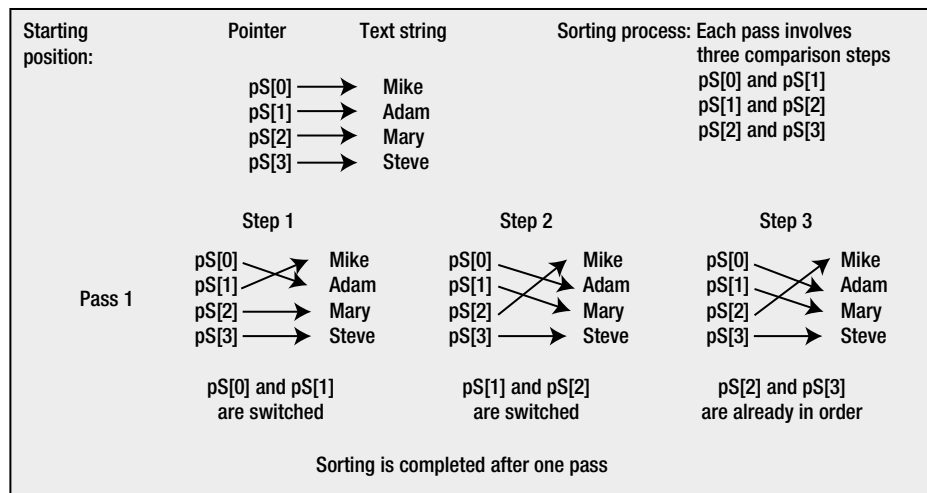 Starting position:
Pointer
Text string
Sorting process: Each pass involves
three comparison steps
pS[0] and pS[1]
pS[1] and pS[2]
pS[2] and pS[3]
pS[0] Mike
pS[1] Adam
pS[2] Mary
pS[3] Steve
Pass 1
Step 1
pS[0] Mike
pS[1] Adam
pS[2] Mary
pS[3] Steve
pS[0] and pS[1]
are switched
Step 2
pS[0] Mike
pS[1] Adam
pS[2] Mary
pS[3] Steve
pS[1] and pS[2]
are switched
Step 3
pS[0] Mike
pS[1] Adam
pS[2] Mary
pS[3] Steve
pS[2] and pS[3]
are already in order
Sorting is completed after one pass